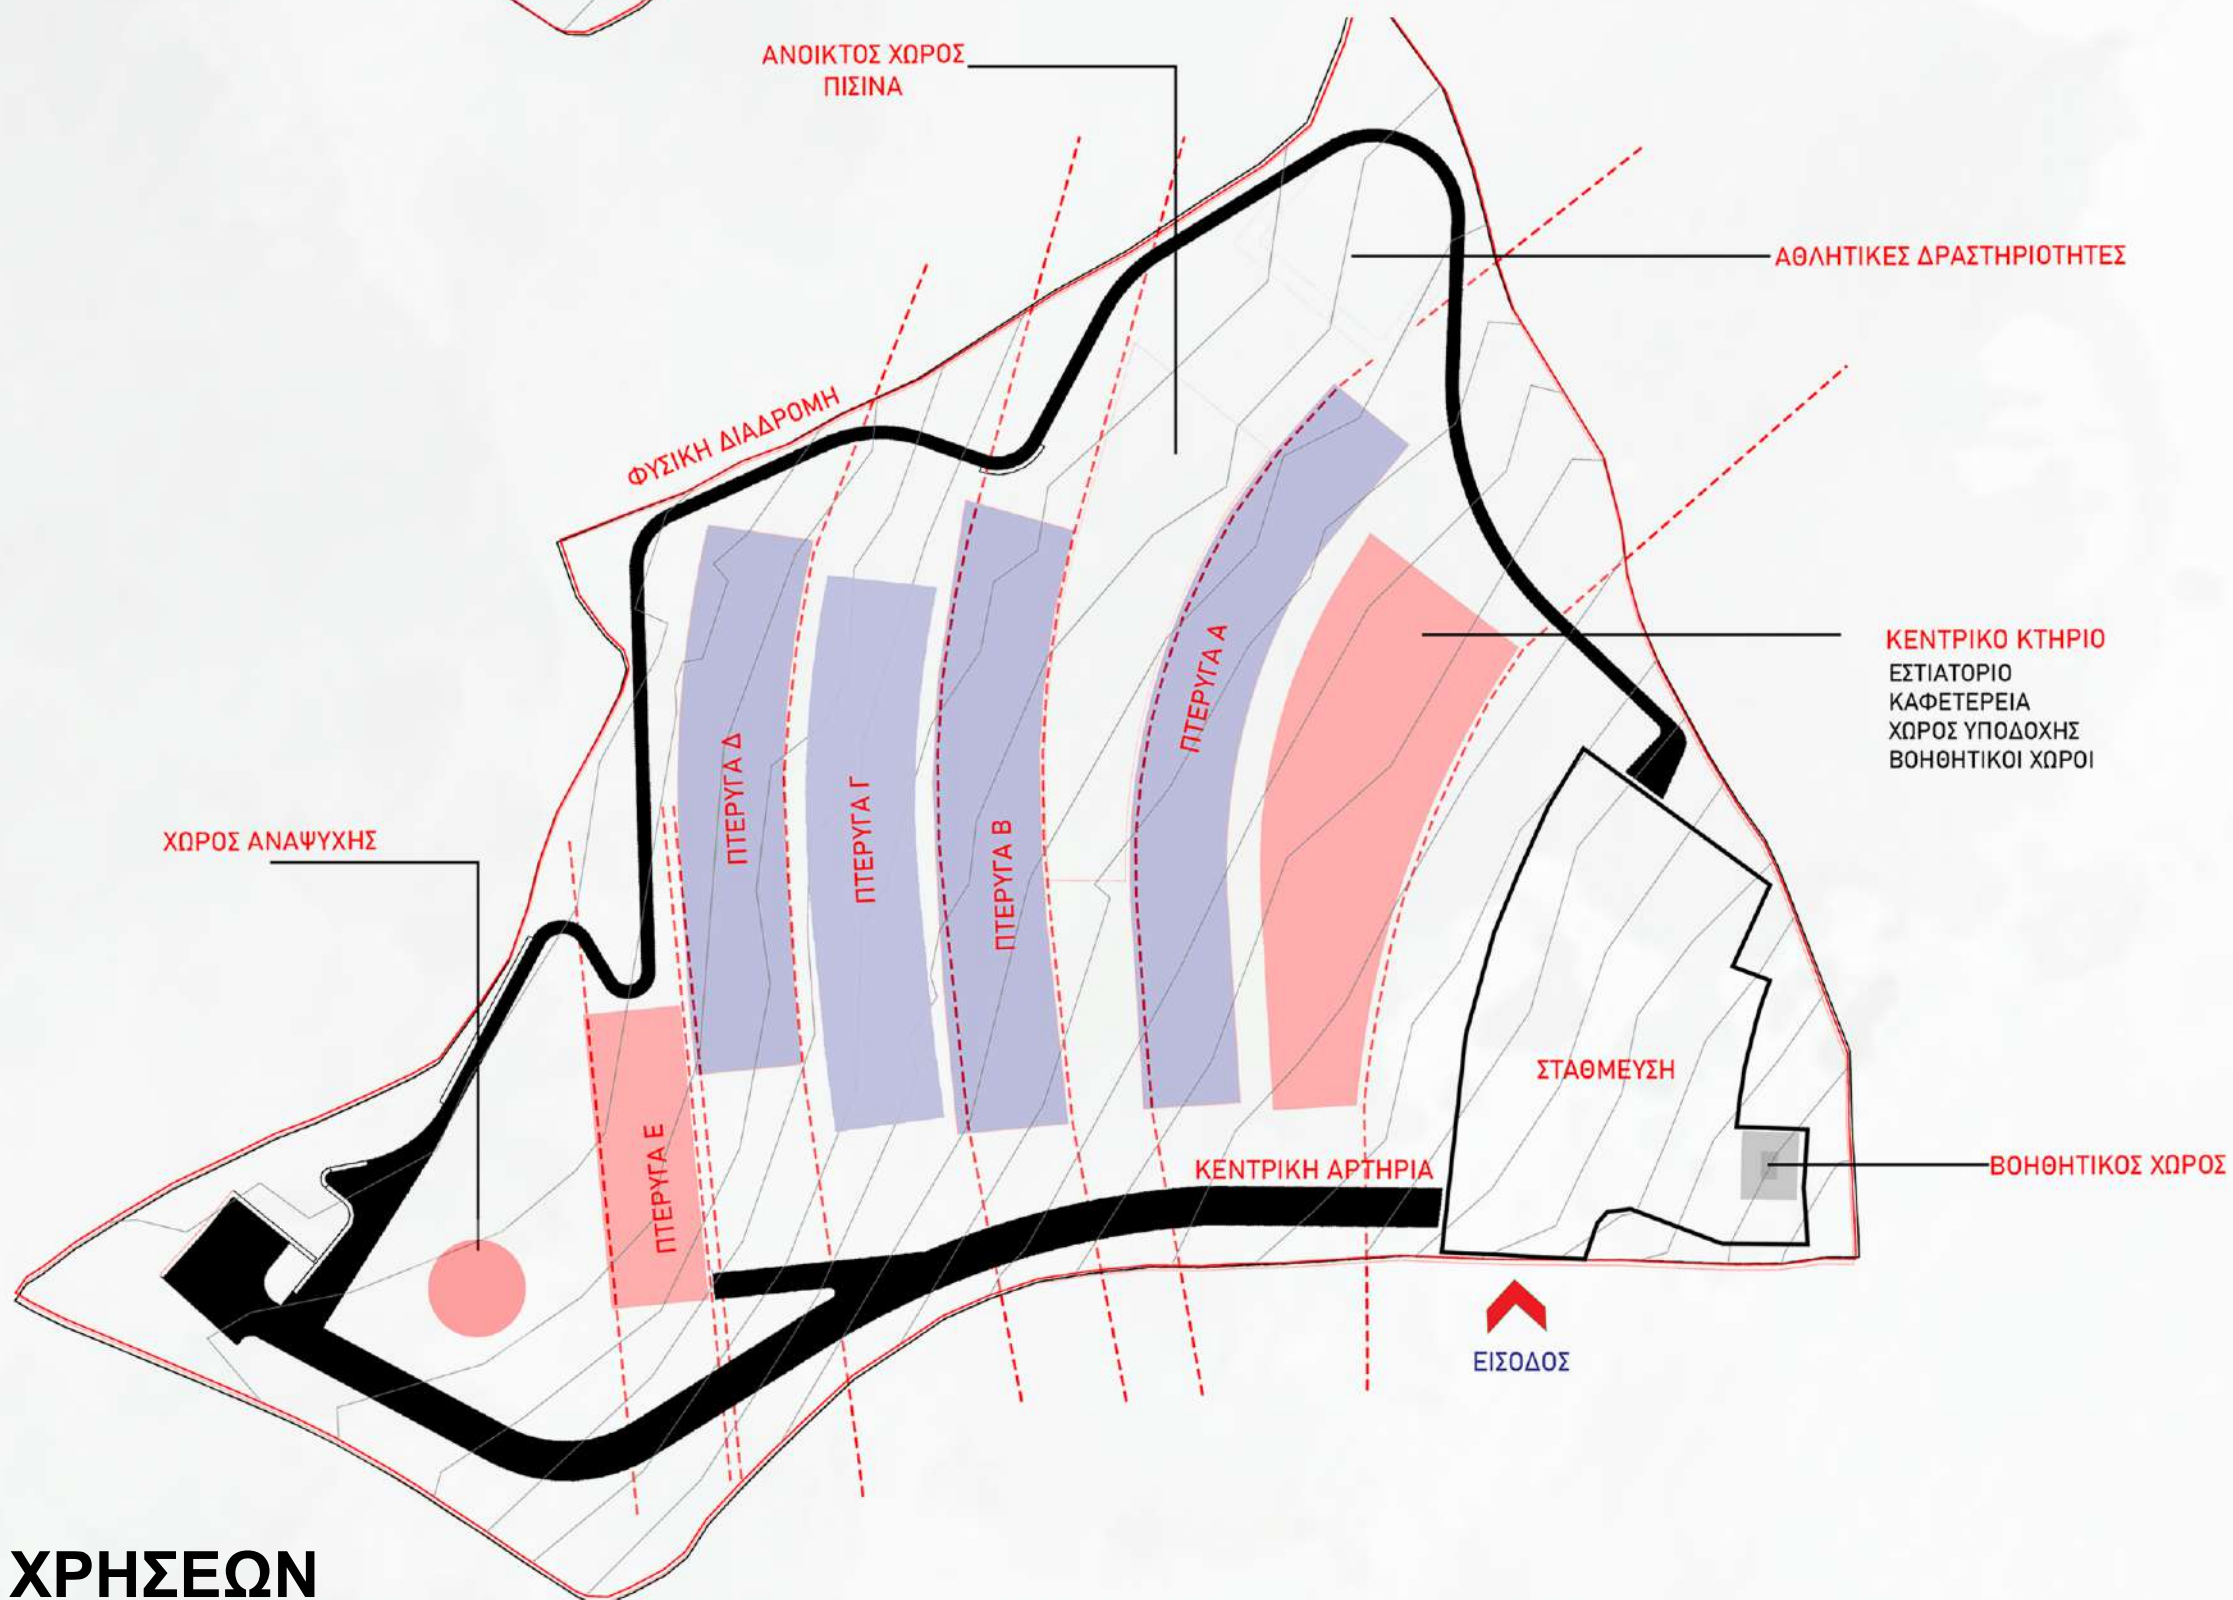 ΑΝΟΙΚΤΟΣ ΧΩΡΟΣ
ΠΙΣΙΝΑ
ΑΘΛΗΤΙΚΕΣ ΔΡΑΣΤΗΡΙΟΤΗΤΕΣ
ΦΥΣΙΚΗ ΔΙΑΔΡΟΜΗ
ΚΕΝΤΡΙΚΟ ΚΤΗΡΙΟ
ΕΣΤΙΑΤΟΡΙΟ
ΚΑΦΕΤΕΡΕΙΑ
ΧΩΡΟΣ ΥΠΟΔΟΧΗΣ
ΒΟΗΘΗΤΙΚΟΙ ΧΩΡΟΙ
ΠΤΕΡΥΓΑ Α
ΠΤΕΡΥΓΑ Δ
ΠΤΕΡΥΓΑ Γ
ΠΤΕΡΥΓΑ Β
ΧΩΡΟΣ ΑΝΑΨΥΧΗΣ
ΣΤΑΘΜΕΥΣΗ
ΠΤΕΡΥΓΑ Ε
ΚΕΝΤΡΙΚΗ ΑΡΤΗΡΙΑ
ΒΟΗΘΗΤΙΚΟΣ ΧΩΡΟΣ
ΕΙΣΟΔΟΣ
ΧΡΗΣΕΩΝ